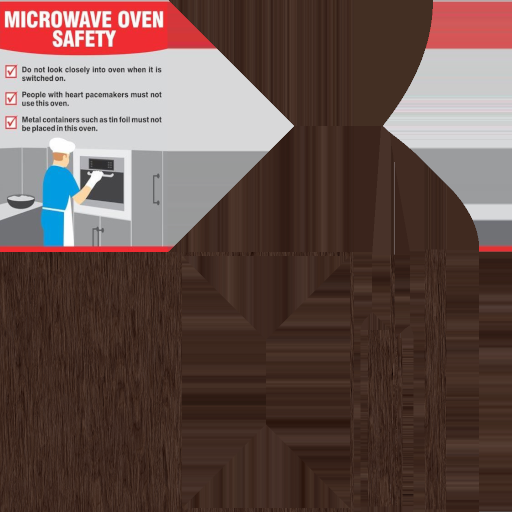 MICROWAVE OVEN
SAFETY
Do not look closely into oven when it is
switched on.
People with heart pacemakers must not
use this oven.
Metal containers such as tin foil must not
be placed in this oven.